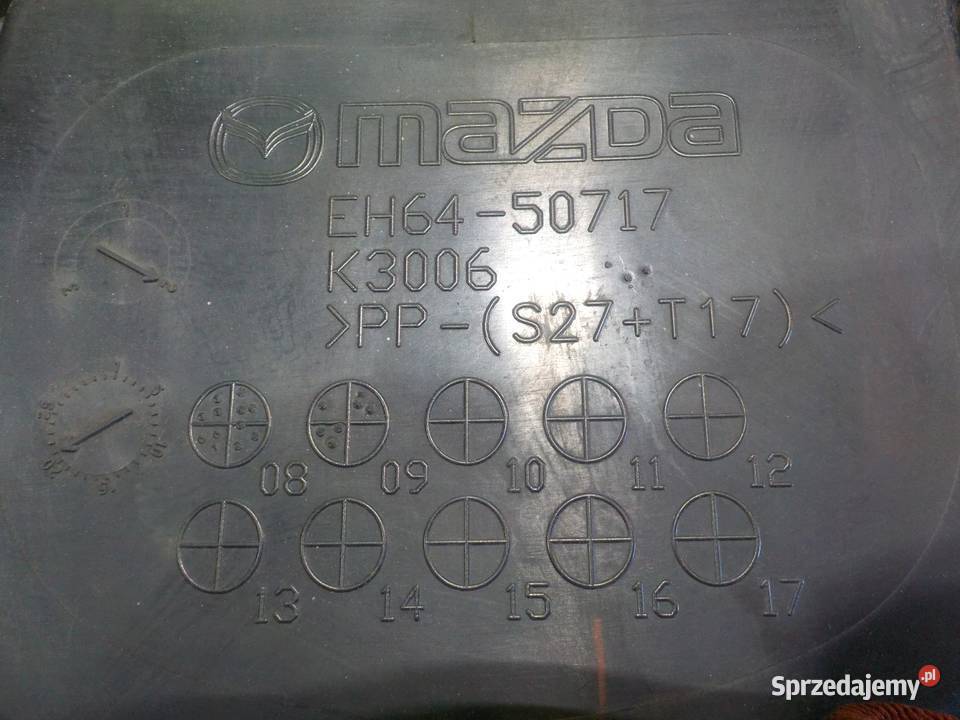 mazda
EH64-50717
K3006
>PP-(S27+T17)<
08 09 10 11 12
13 14 15 16 17
Sprzedajemy.pl